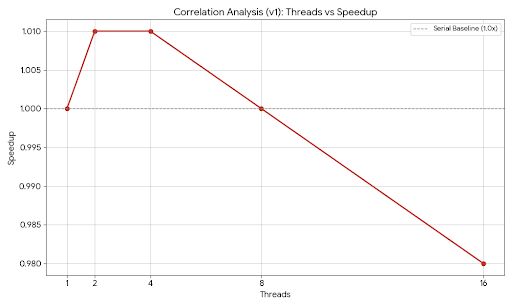 Correlation Analysis (v1): Threads vs Speedup
Serial Baseline (1.0x)
Speedup
1.010
1.005
1.000
0.995
0.990
0.985
0.980
1 2 4 8 16
Threads